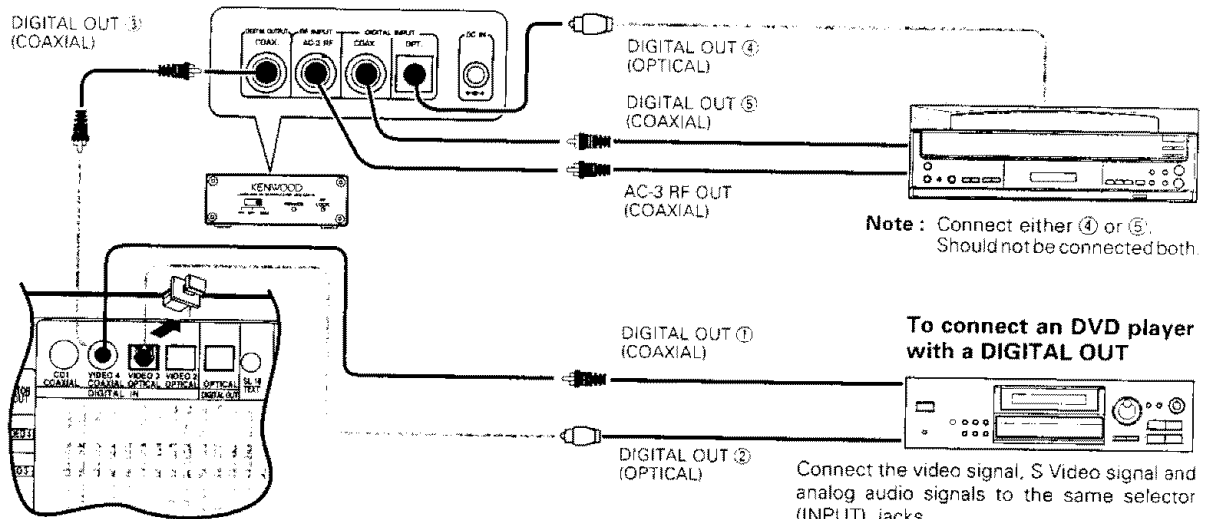 DIGITAL OUT ③
(COAXIAL)
DIGITAL OUTPUT
COAX.
RF INPUT
AC-3 RF
DIGITAL INPUT
COAX.
OPT.
DC IN
DIGITAL OUT ④
(OPTICAL)
DIGITAL OUT ⑤
(COAXIAL)
AC-3 RF OUT
(COAXIAL)
KENWOOD
Note : Connect either ④ or ⑤.
Should not be connected both.
DIGITAL OUT ①
(COAXIAL)
To connect an DVD player
with a DIGITAL OUT
CD1
COAXIAL
VIDEO 4
COAXIAL
VIDEO 3
OPTICAL
VIDEO 2
OPTICAL
OPTICAL
SL 16
TEXT
DIGITAL IN
DIGITAL OUT
DIGITAL OUT ②
(OPTICAL)
Connect the video signal, S Video signal and
analog audio signals to the same selector
(INPUT) jacks